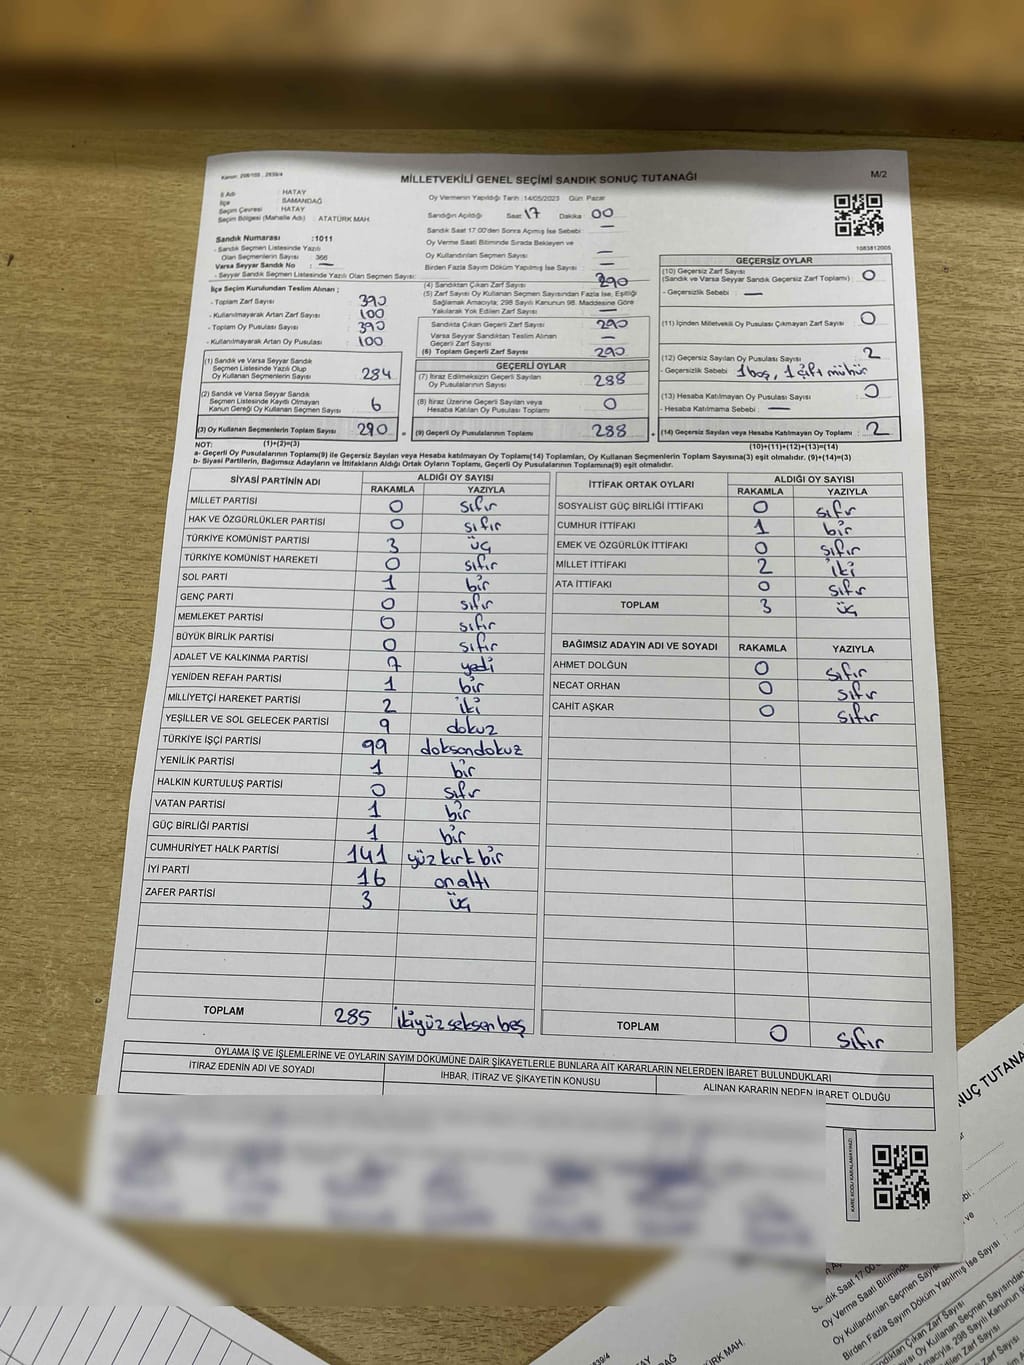 Kanun: 298/105 , 2839/4
MİLLETVEKİLİ GENEL SEÇİMİ SANDIK SONUÇ TUTANAĞI
M/2
İl Adı : HATAY
İlçe : SAMANDAĞ
Seçim Çevresi : HATAY
Seçim Bölgesi (Mahalle Adı) : ATATÜRK MAH.
Sandık Numarası :1011
- Sandık Seçmen Listesinde Yazılı
Olan Seçmenlerin Sayısı 366
Varsa Seyyar Sandık No : —
- Seyyar Sandık Seçmen Listesinde Yazılı Olan Seçmen Sayısı: —
İlçe Seçim Kurulundan Teslim Alınan ;
- Toplam Zarf Sayısı 390
- Kullanılmayarak Artan Zarf Sayısı 100
- Toplam Oy Pusulası Sayısı 390
- Kullanılmayarak Artan Oy Pusulası 100
(1) Sandık ve Varsa Seyyar Sandık
Seçmen Listesinde Yazılı Olup
Oy Kullanan Seçmenlerin Sayısı 284
(2) Sandık ve Varsa Seyyar Sandık
Seçmen Listesinde Kayıtlı Olmayan
Kanun Gereği Oy Kullanan Seçmen Sayısı 6
(3) Oy Kullanan Seçmenlerin Toplam Sayısı 290 =
Oy Vermenin Yapıldığı Tarih :14/05/2023 Gün: Pazar
Sandığın Açıldığı Saat 17 Dakika 00
Sandık Saat 17.00'den Sonra Açılmış İse Sebebi: —
Oy Verme Saati Bitiminde Sırada Bekleyen ve
Oy Kullandırılan Seçmen Sayısı —
Birden Fazla Sayım Döküm Yapılmış İse Sayısı : —
(4) Sandıktan Çıkan Zarf Sayısı 290
(5) Zarf Sayısı Oy Kullanan Seçmen Sayısından Fazla İse, Eşitliği
Sağlamak Amacıyla; 298 Sayılı Kanunun 98. Maddesine Göre
Yakılarak Yok Edilen Zarf Sayısı —
Sandıkta Çıkan Geçerli Zarf Sayısı 290
Varsa Seyyar Sandıktan Teslim Alınan
Geçerli Zarf Sayısı —
(6) Toplam Geçerli Zarf Sayısı 290
GEÇERLİ OYLAR
(7) İtiraz Edilmeksizin Geçerli Sayılan
Oy Pusulalarının Sayısı 288
(8) İtiraz Üzerine Geçerli Sayılan veya
Hesaba Katılan Oy Pusulası Toplamı 0
(9) Geçerli Oy Pusulalarının Toplamı 288 +
1083812005
GEÇERSİZ OYLAR
(10) Geçersiz Zarf Sayısı
(Sandık ve Varsa Seyyar Sandık Geçersiz Zarf Toplamı) : 0
- Geçersizlik Sebebi : —
(11) İçinden Milletvekili Oy Pusulası Çıkmayan Zarf Sayısı 0
(12) Geçersiz Sayılan Oy Pusulası Sayısı 2
- Geçersizlik Sebebi : 1 boş, 1 çift mühür
(13) Hesaba Katılmayan Oy Pusulası Sayısı 0
- Hesaba Katılmama Sebebi : —
(14) Geçersiz Sayılan veya Hesaba Katılmayan Oy Toplamı : 2
NOT: (1)+(2)=(3) (10)+(11)+(12)+(13)=(14)
a- Geçerli Oy Pusulalarının Toplamı(9) ile Geçersiz Sayılan veya Hesaba katılmayan Oy Toplamı(14) Toplamları, Oy Kullanan Seçmenlerin Toplam Sayısına(3) eşit olmalıdır. (9)+(14)=(3)
b- Siyasi Partilerin, Bağımsız Adayların ve İttifakların Aldığı Ortak Oyların Toplamı, Geçerli Oy Pusulalarının Toplamına(9) eşit olmalıdır.
SİYASİ PARTİNİN ADI ALDIĞI OY SAYISI
RAKAMLA YAZIYLA
MİLLET PARTİSİ 0 sıfır
HAK VE ÖZGÜRLÜKLER PARTİSİ 0 sıfır
TÜRKİYE KOMÜNİST PARTİSİ 3 üç
TÜRKİYE KOMÜNİST HAREKETİ 0 sıfır
SOL PARTİ 1 bir
GENÇ PARTİ 0 sıfır
MEMLEKET PARTİSİ 0 sıfır
BÜYÜK BİRLİK PARTİSİ 0 sıfır
ADALET VE KALKINMA PARTİSİ 7 yedi
YENİDEN REFAH PARTİSİ 1 bir
MİLLİYETÇİ HAREKET PARTİSİ 2 iki
YEŞİLLER VE SOL GELECEK PARTİSİ 9 dokuz
TÜRKİYE İŞÇİ PARTİSİ 99 doksandokuz
YENİLİK PARTİSİ 1 bir
HALKIN KURTULUŞ PARTİSİ 0 sıfır
VATAN PARTİSİ 1 bir
GÜÇ BİRLİĞİ PARTİSİ 1 bir
CUMHURİYET HALK PARTİSİ 141 yüz kırk bir
İYİ PARTİ 16 onaltı
ZAFER PARTİSİ 3 üç
TOPLAM 285 ikiyüz seksen beş
İTTİFAK ORTAK OYLARI ALDIĞI OY SAYISI
RAKAMLA YAZIYLA
SOSYALİST GÜÇ BİRLİĞİ İTTİFAKI 0 sıfır
CUMHUR İTTİFAKI 1 bir
EMEK VE ÖZGÜRLÜK İTTİFAKI 0 sıfır
MİLLET İTTİFAKI 2 iki
ATA İTTİFAKI 0 sıfır
TOPLAM 3 üç
BAĞIMSIZ ADAYIN ADI VE SOYADI RAKAMLA YAZIYLA
AHMET DOLĞUN 0 sıfır
NECAT ORHAN 0 sıfır
CAHİT AŞKAR 0 sıfır
TOPLAM 0 sıfır
OYLAMA İŞ VE İŞLEMLERİNE VE OYLARIN SAYIM DÖKÜMÜNE DAİR ŞİKAYETLERLE BUNLARA AİT KARARLARIN NELERDEN İBARET BULUNDUKLARI
İTİRAZ EDENİN ADI VE SOYADI İHBAR, İTİRAZ VE ŞİKAYETİN KONUSU ALINAN KARARIN NEDEN İBARET OLDUĞU
KARE KODU KARALAMAYINIZ!
NUÇ TUTANA
dik Saat 17:00'
Oy Verme Saati Bitiminde
Oy Kullandırılan Seçmen Sayısı
Birden Fazla Sayım Döküm Yapılmış İse Sayısı
ndıktan Çıkan Zarf Sayısı
Oy Kullanan Seçmen Sayısından
Amacıyla, 298 Sayılı Kanunun 9
len Zarf Sayısı
839/4
RK MAH.